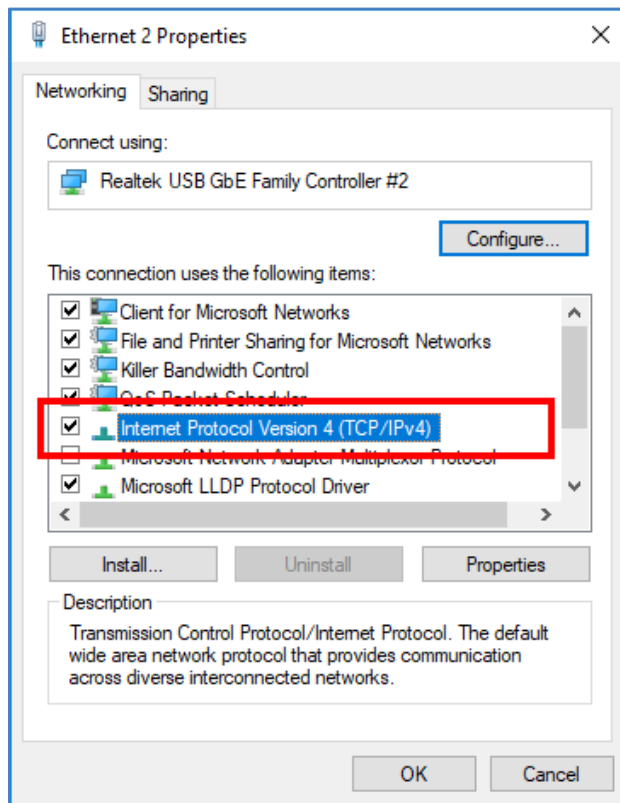 Ethernet 2 Properties
Networking
Sharing
Connect using:
Realtek USB GbE Family Controller #2
Configure...
This connection uses the following items:
Client for Microsoft Networks
File and Printer Sharing for Microsoft Networks
Killer Bandwidth Control
QoS Packet Scheduler
Internet Protocol Version 4 (TCP/IPv4)
Microsoft Network Adapter Multiplexor Protocol
Microsoft LLDP Protocol Driver
Install...
Uninstall
Properties
Description
Transmission Control Protocol/Internet Protocol. The default
wide area network protocol that provides communication
across diverse interconnected networks.
OK
Cancel